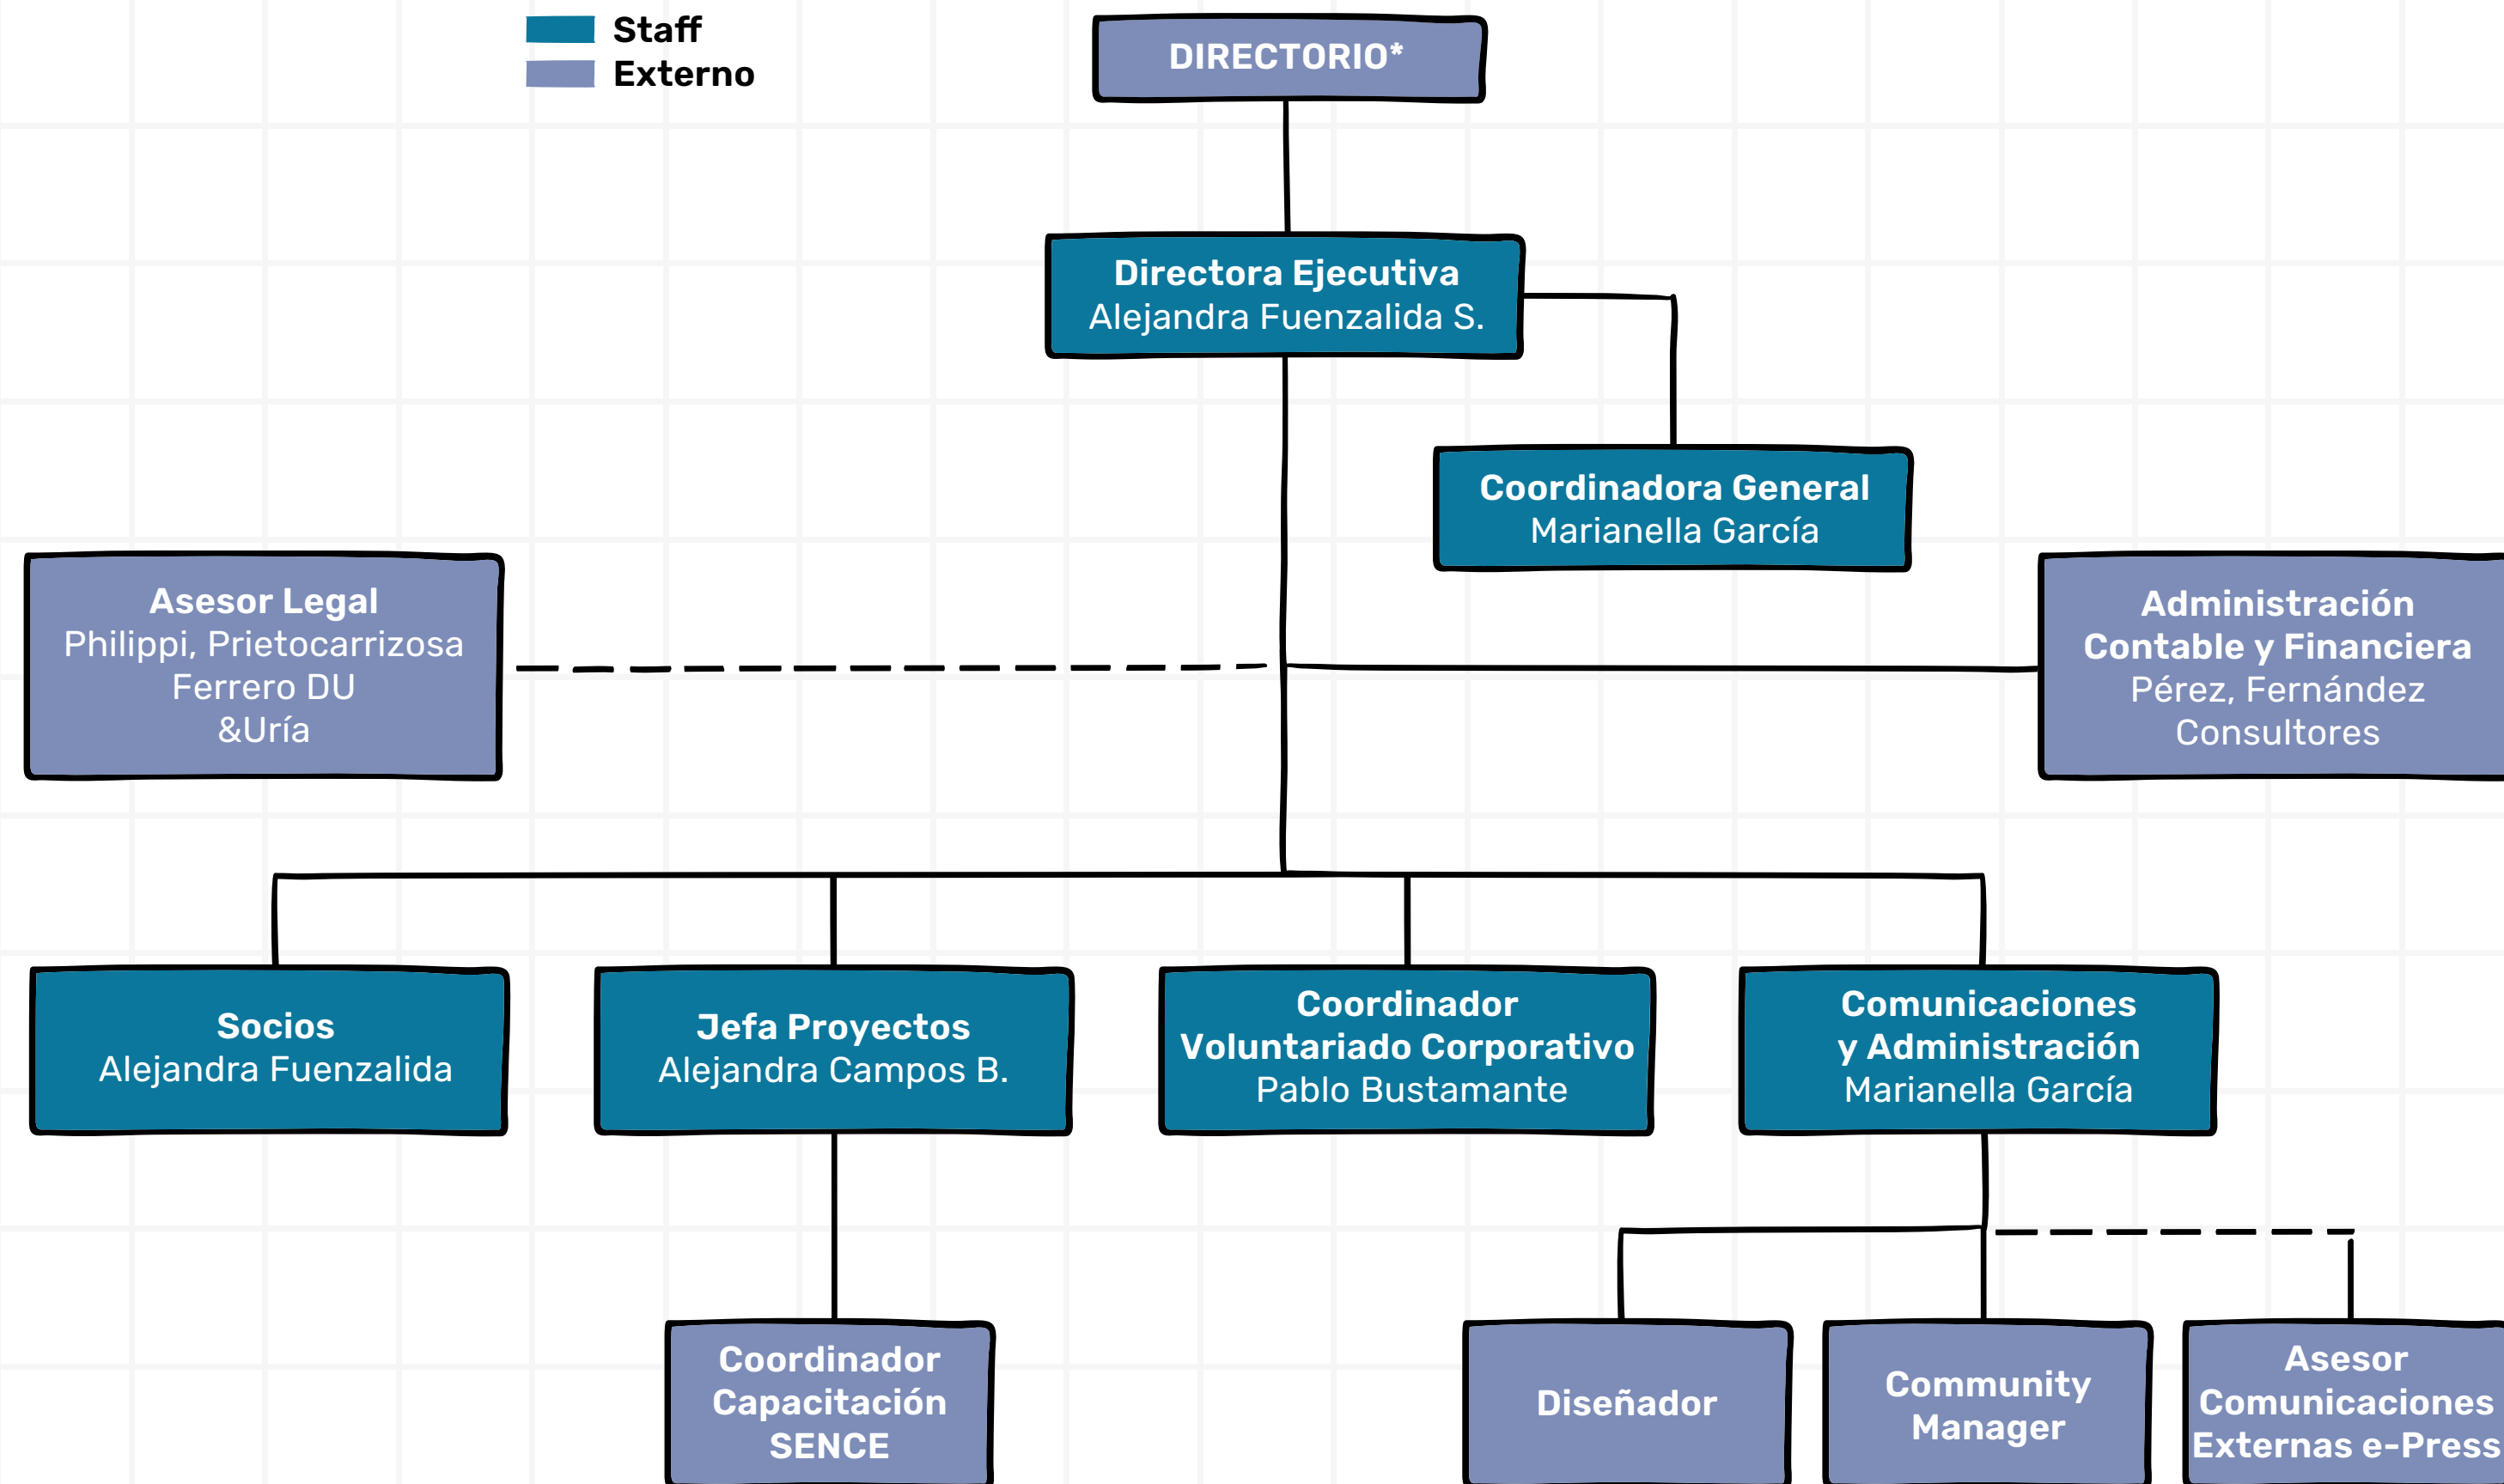 Staff
Externo
DIRECTORIO*
Directora Ejecutiva
Alejandra Fuenzalida S.
Coordinadora General
Marianella García
Asesor Legal
Philippi, Prietocarrizosa
Ferrero DU
&Uría
Administración
Contable y Financiera
Pérez, Fernández
Consultores
Socios
Alejandra Fuenzalida
Jefa Proyectos
Alejandra Campos B.
Coordinador
Voluntariado Corporativo
Pablo Bustamante
Comunicaciones
y Administración
Marianella García
Coordinador
Capacitación
SENCE
Diseñador
Community
Manager
Asesor
Comunicaciones
Externas e-Press